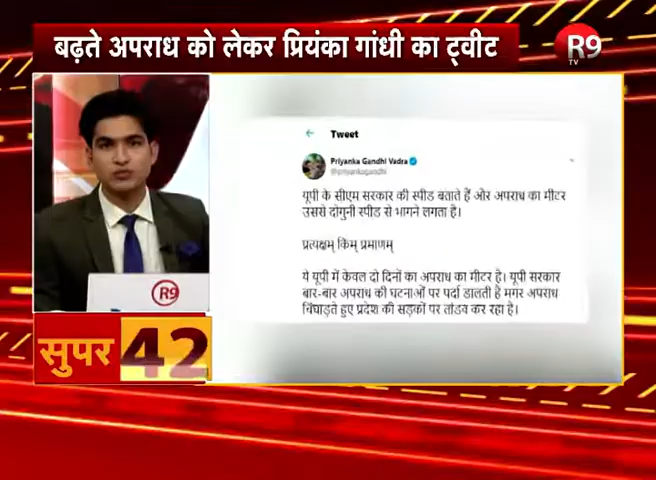 बढ़ते अपराध को लेकर प्रियंका गांधी का ट्वीट
R9
TV
Tweet
Priyanka Gandhi Vadra
@priyankagandhi
यूपी के सीएम सरकार की स्पीड बताते हैं और अपराध का मीटर
उससे दोगुनी स्पीड से भागने लगता है।
प्रत्यक्षम् किम् प्रमाणम्
ये यूपी में केवल दो दिनों का अपराध का मीटर है। यूपी सरकार
बार-बार अपराध की घटनाओं पर पर्दा डालती है मगर अपराध
चिंघाड़ते हुए प्रदेश की सड़कों पर तांडव कर रहा है।
R9
सुपर 42